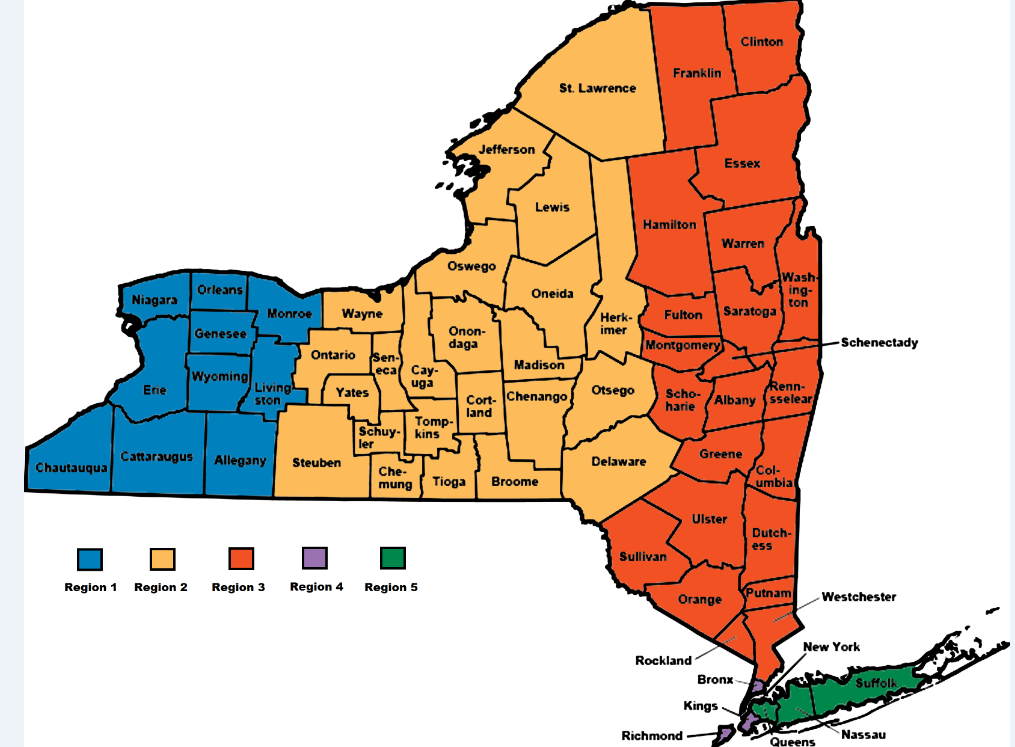 Clinton
Franklin
St. Lawrence
Jefferson
Essex
Lewis
Hamilton
Warren
Oswego
Wash-
ing-
ton
Oneida
Niagara
Orleans
Monroe
Wayne
Herk-
imer
Fulton
Saratoga
Genesee
Onon-
daga
Montgomery
Schenectady
Ontario
Sen-
eca
Cay-
uga
Madison
Erie
Wyoming
Living
ston
Yates
Cort-
land
Chenango
Otsego
Scho-
harie
Albany
Renn-
sselear
Tomp-
kins
Schuy-
ler
Chautauqua
Cattaraugus
Allegany
Steuben
Che-
mung
Tioga
Broome
Delaware
Greene
Col-
umbia
Ulster
Dutch-
ess
Sullivan
Region 1
Region 2
Region 3
Region 4
Region 5
Orange
Putnam
Westchester
Rockland
New York
Bronx
Suffolk
Kings
Richmond
Queens
Nassau